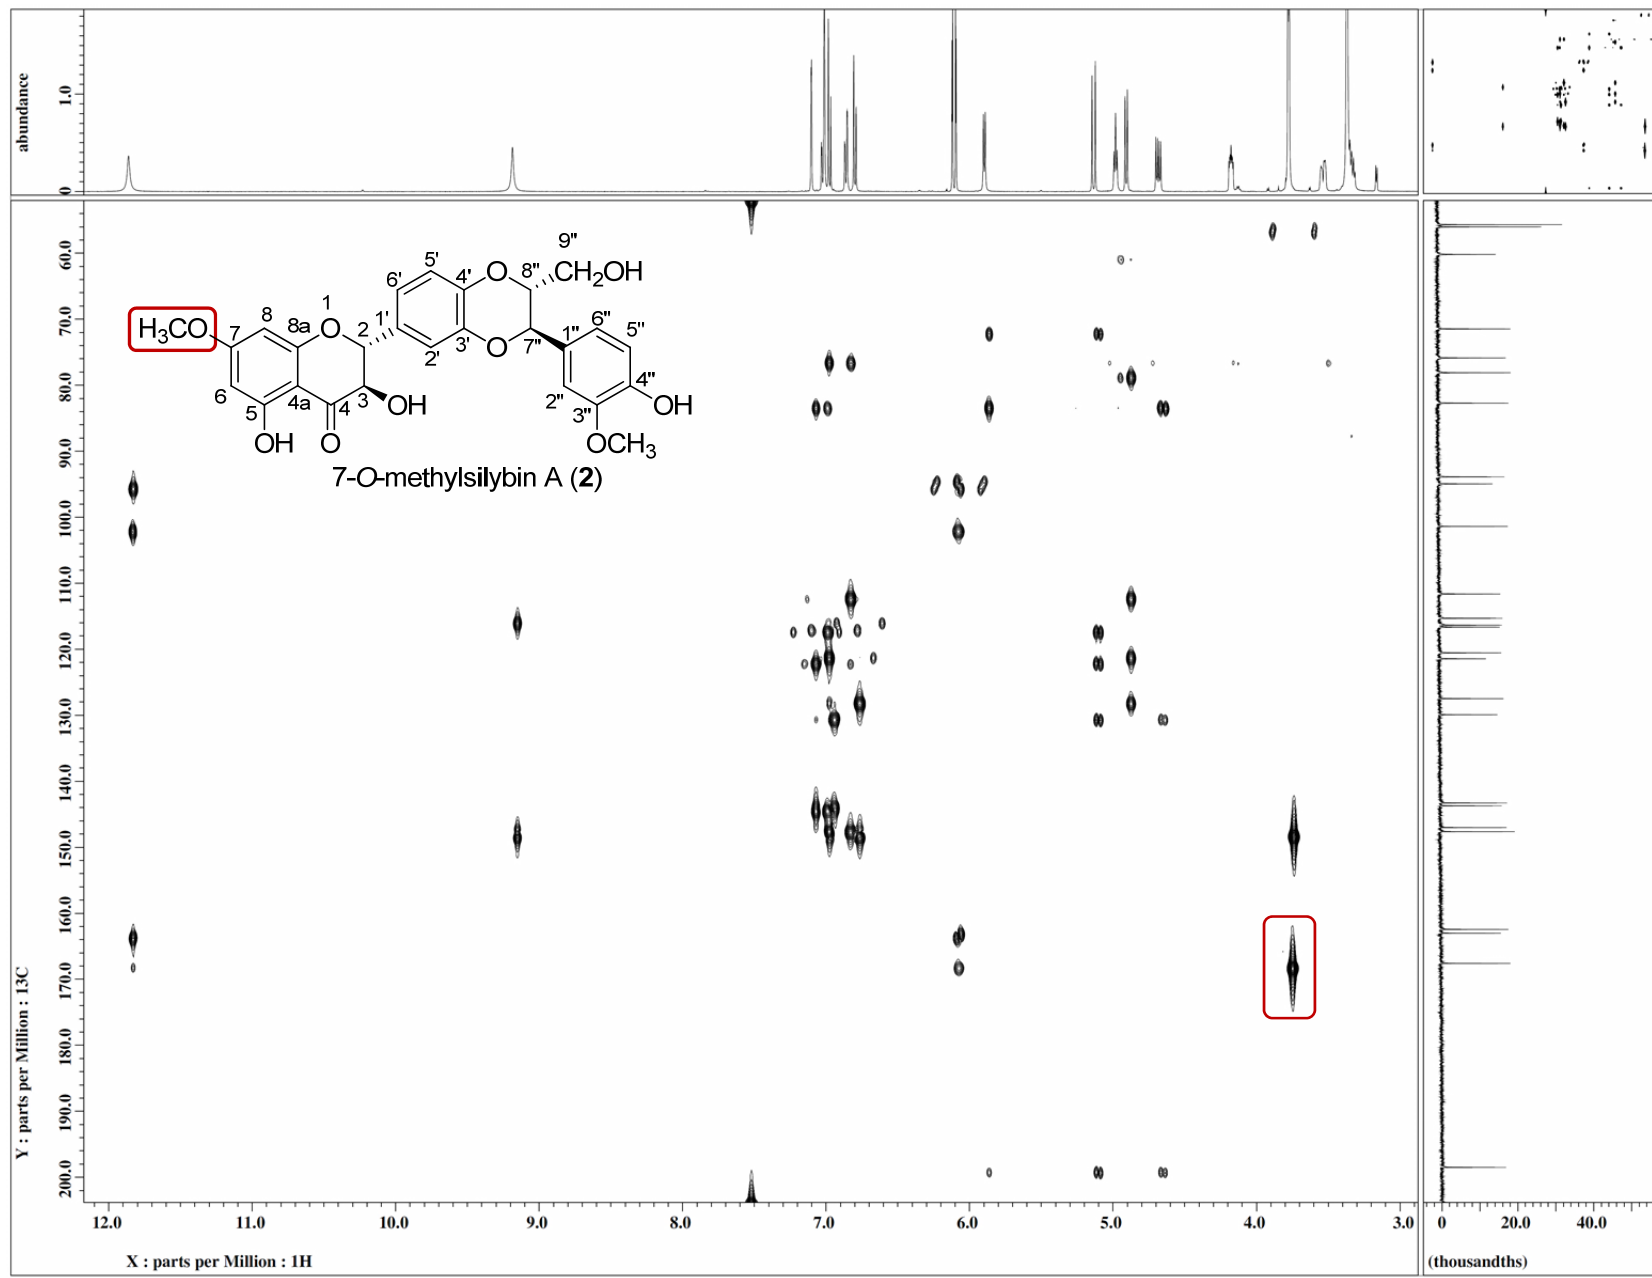 abundance
1.0
0
9"
5'
O
8"
CH₂OH
6'
4'
H₃CO
7
8
8a
1
O
2
1'
2'
3'
O
7"
1"
6"
5"
6
5
4a
4
3
OH
2"
3"
4"
OH
OH
O
OCH₃
7-O-methylsilybin A (2)
60.0
70.0
80.0
90.0
100.0
110.0
120.0
130.0
140.0
150.0
160.0
170.0
180.0
190.0
200.0
Y : parts per Million : 13C
12.0 11.0 10.0 9.0 8.0 7.0 6.0 5.0 4.0 3.0
X : parts per Million : 1H
0 20.0 40.0
(thousandths)